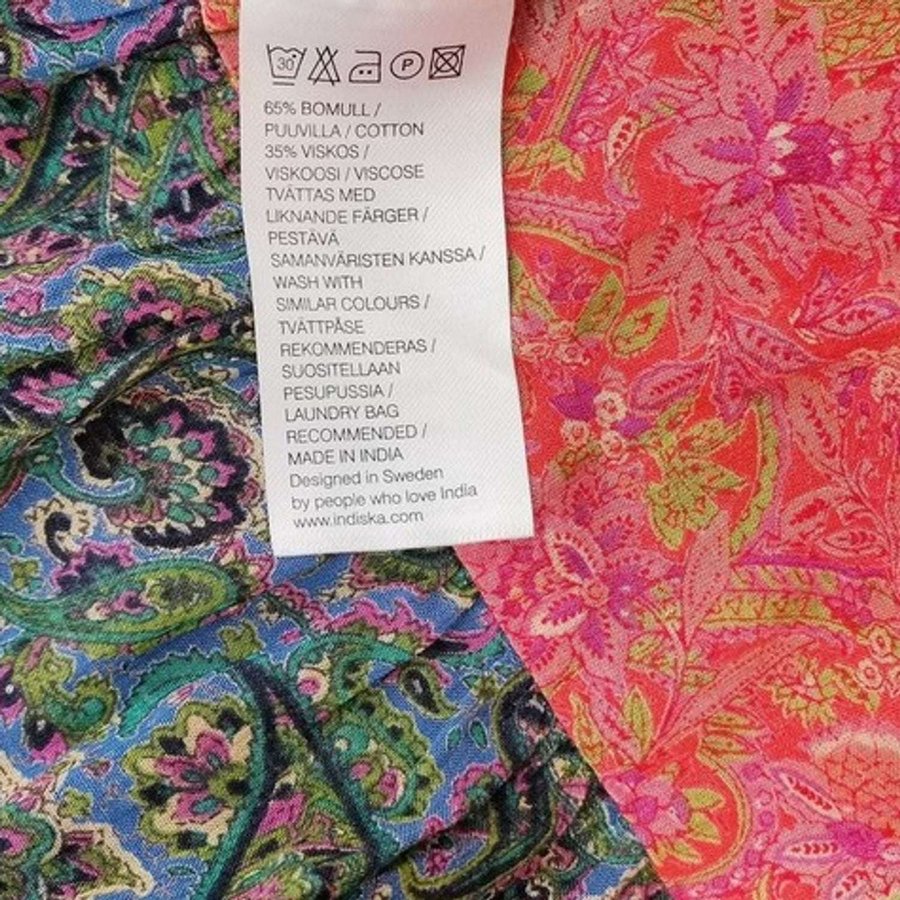 30°
P
65% BOMULL /
PUUVILLA / COTTON
35% VISKOS /
VISKOOSI / VISCOSE
TVÄTTAS MED
LIKNANDE FÄRGER /
PESTÄVÄ
SAMANVÄRISTEN KANSSA /
WASH WITH
SIMILAR COLOURS /
TVÄTTPÅSE
REKOMMENDERAS /
SUOSITELLAAN
PESUPUSSIA /
LAUNDRY BAG
RECOMMENDED /
MADE IN INDIA
Designed in Sweden
by people who love India
www.indiska.com